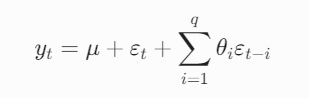 $y_t = \mu + \varepsilon_t + \sum_{i=1}^{q} \theta_i \varepsilon_{t-i}$